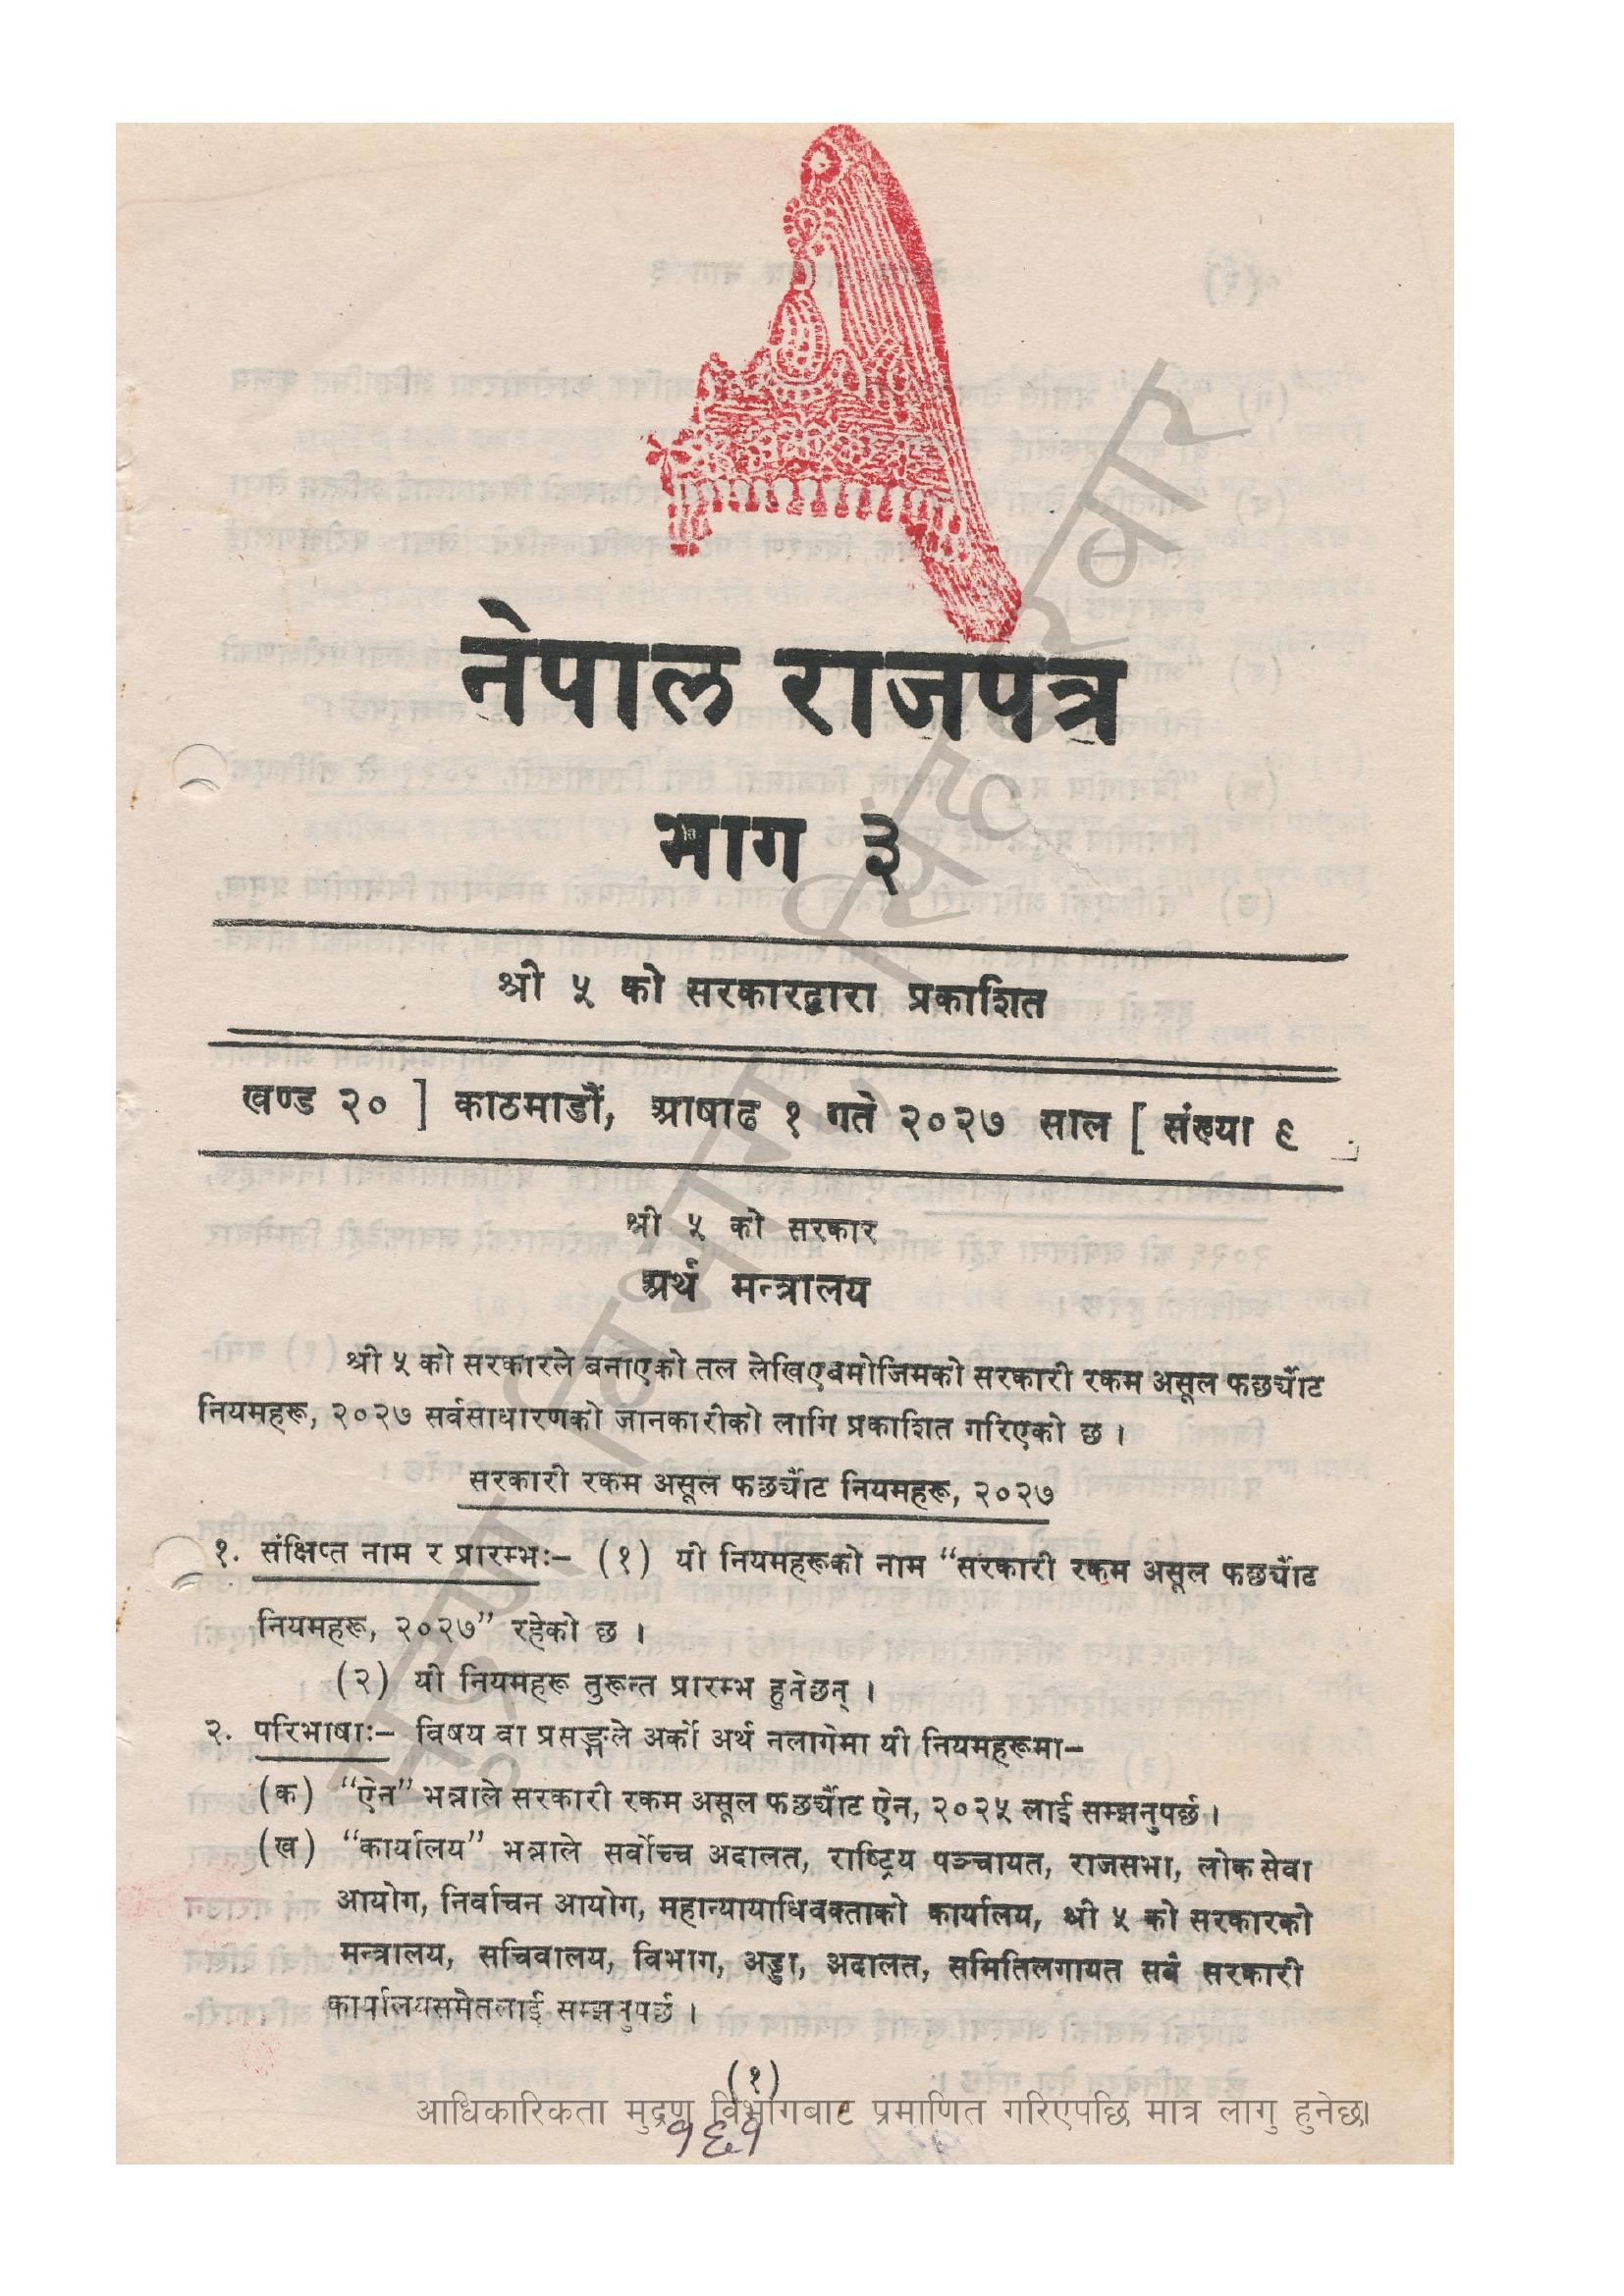 नेपाल राजपत्र
भाग ३
श्री ५ को सरकारद्वारा प्रकाशित
खण्ड २० ] काठमाडौं, आषाढ १ गते २०२७ साल [ संख्या ९
श्री ५ को सरकार
अर्थ मन्त्रालय
श्री ५ को सरकारले बनाएको तल लेखिएबमोजिमको सरकारी रकम असूल फछ्र्यौट
नियमहरू, २०२७ सर्वसाधारणको जानकारीको लागि प्रकाशित गरिएको छ ।
सरकारी रकम असूल फछ्र्यौट नियमहरू, २०२७
१. संक्षिप्त नाम र प्रारम्भः– (१) यी नियमहरूको नाम “सरकारी रकम असूल फछ्र्यौट
नियमहरू, २०२७” रहेको छ ।
(२) यी नियमहरू तुरून्त प्रारम्भ हुनेछन् ।
२. परिभाषाः– विषय वा प्रसङ्गले अर्को अर्थ नलागेमा यी नियमहरूमा–
(क) “ऐन” भन्नाले सरकारी रकम असूल फछ्र्यौट ऐन, २०२५ लाई सम्झनुपर्छ ।
(ख) “कार्यालय” भन्नाले सर्वोच्च अदालत, राष्ट्रिय पञ्चायत, राजसभा, लोक सेवा
आयोग, निर्वाचन आयोग, महान्यायाधिवक्ताको कार्यालय, श्री ५ को सरकारको
मन्त्रालय, सचिवालय, विभाग, अड्डा, अदालत, समितिलगायत सबै सरकारी
कार्यालयसमेतलाई सम्झनुपर्छ ।
(१)
आधिकारिकता मुद्रण विभागबाट प्रमाणित गरिएपछि मात्र लागु हुनेछ।
१६१
मुद्रण विभाग, सिंहदरबार